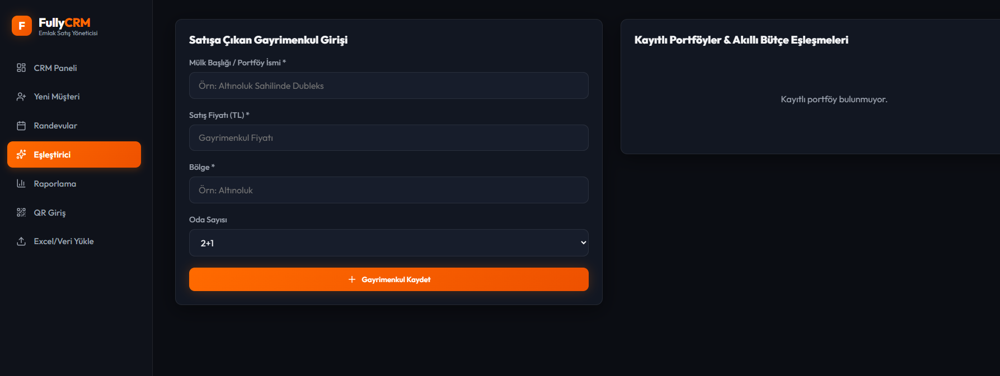 F
FullyCRM
Emlak Satış Yöneticisi
CRM Paneli
Yeni Müşteri
Randevular
Eşleştirici
Raporlama
QR Giriş
Excel/Veri Yükle
Satışa Çıkan Gayrimenkul Girişi
Mülk Başlığı / Portföy İsmi *
Örn: Altınoluk Sahilinde Dubleks
Satış Fiyatı (TL) *
Gayrimenkul Fiyatı
Bölge *
Örn: Altınoluk
Oda Sayısı
2+1
Gayrimenkul Kaydet
Kayıtlı Portföyler & Akıllı Bütçe Eşleşmeleri
Kayıtlı portföy bulunmuyor.